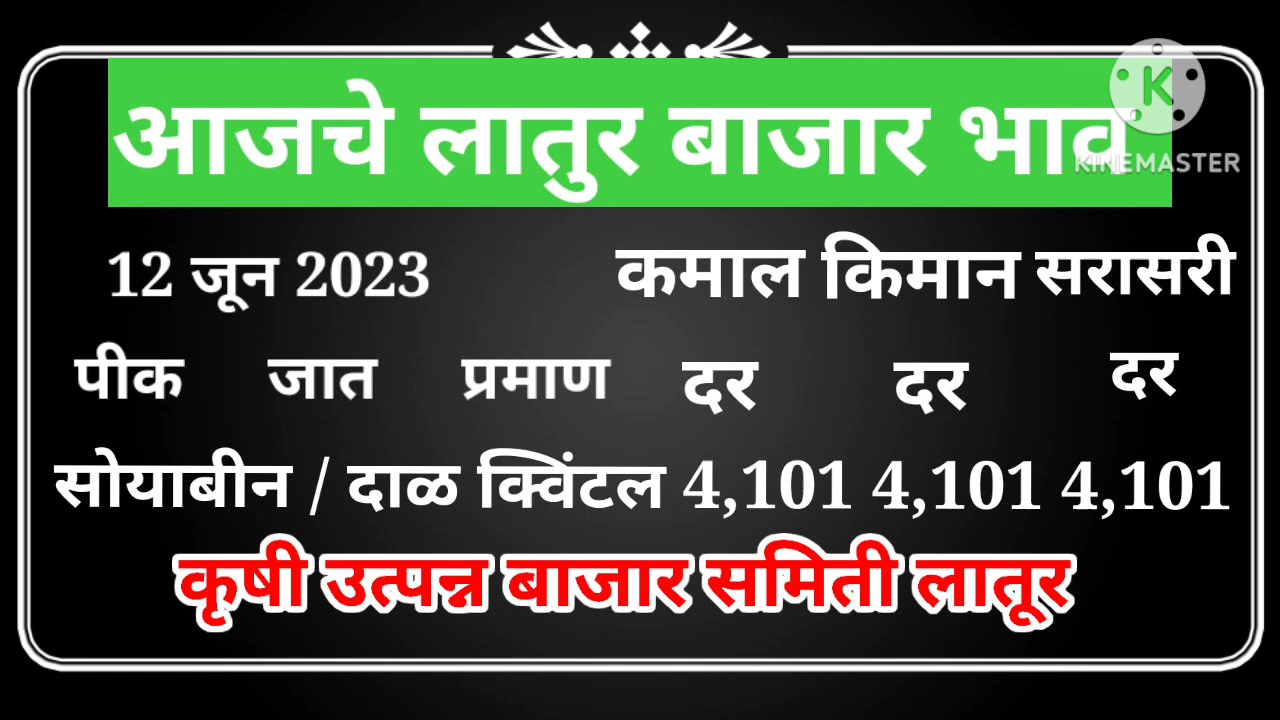 आजचे लातुर बाजार भाव
KINEMASTER
12 जून 2023 कमाल किमान सरासरी
पीक जात प्रमाण दर दर दर
सोयाबीन / दाळ क्विंटल 4,101 4,101 4,101
कृषी उत्पन्न बाजार समिती लातूर